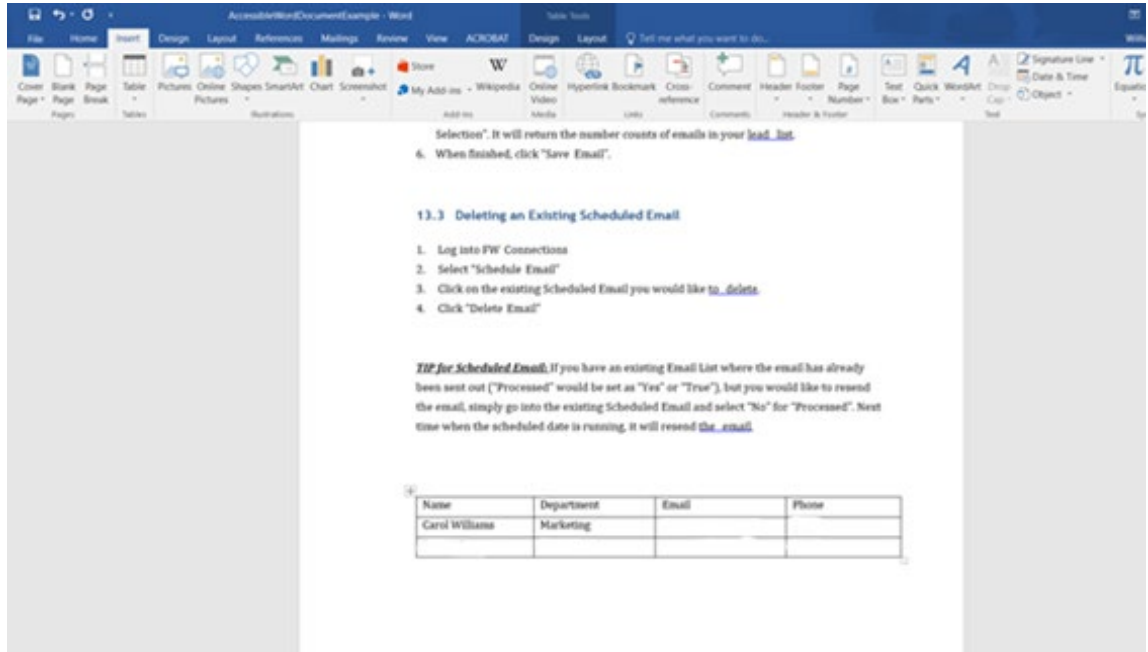 AccessibleWordDocumentExample - Word
Table Tools
File Home Insert Design Layout References Mailings Review View ACROBAT Design Layout Tell me what you want to do...
Cover Page Blank Page Page Break Table Pictures Online Pictures Shapes SmartArt Chart Screenshot Store My Add-ins Wikipedia Online Video Hyperlink Bookmark Cross-reference Comment Header Footer Page Number Text Box Quick Parts WordArt Drop Cap Signature Line Date & Time Object
Pages Tables Illustrations Add-ins Media Links Comments Header & Footer Text
Selection". It will return the number counts of emails in your lead list.
6. When finished, click "Save Email".
13.3 Deleting an Existing Scheduled Email
1. Log into FW Connections
2. Select "Schedule Email"
3. Click on the existing Scheduled Email you would like to delete.
4. Click "Delete Email"
TIP for Scheduled Email: If you have an existing Email List where the email has already
been sent out ("Processed" would be set as "Yes" or "True"), but you would like to resend
the email, simply go into the existing Scheduled Email and select "No" for "Processed". Next
time when the scheduled date is running, it will resend the email.
Name Department Email Phone
Carol Williams Marketing